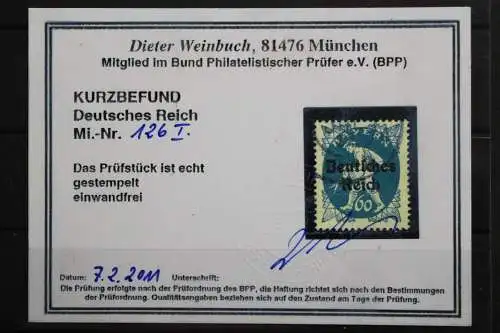 Dieter Weinbuch, 81476 München
Mitglied im Bund Philatelistischer Prüfer e.V. (BPP)
KURZBEFUND
Deutsches Reich
Mi.-Nr. 126 I.
Das Prüfstück ist echt
gestempelt
einwandfrei
BAYERN
Deutsches
Reich
60
Datum: 7.2.2011 Unterschrift:
Die Prüfung erfolgte nach der Prüfordnung des BPP, die Haftung richtet sich nach den Bestimmungen
der Prüfordnung. Qualitätsangaben beziehen sich auf den Zustand am Tage der Prüfung.